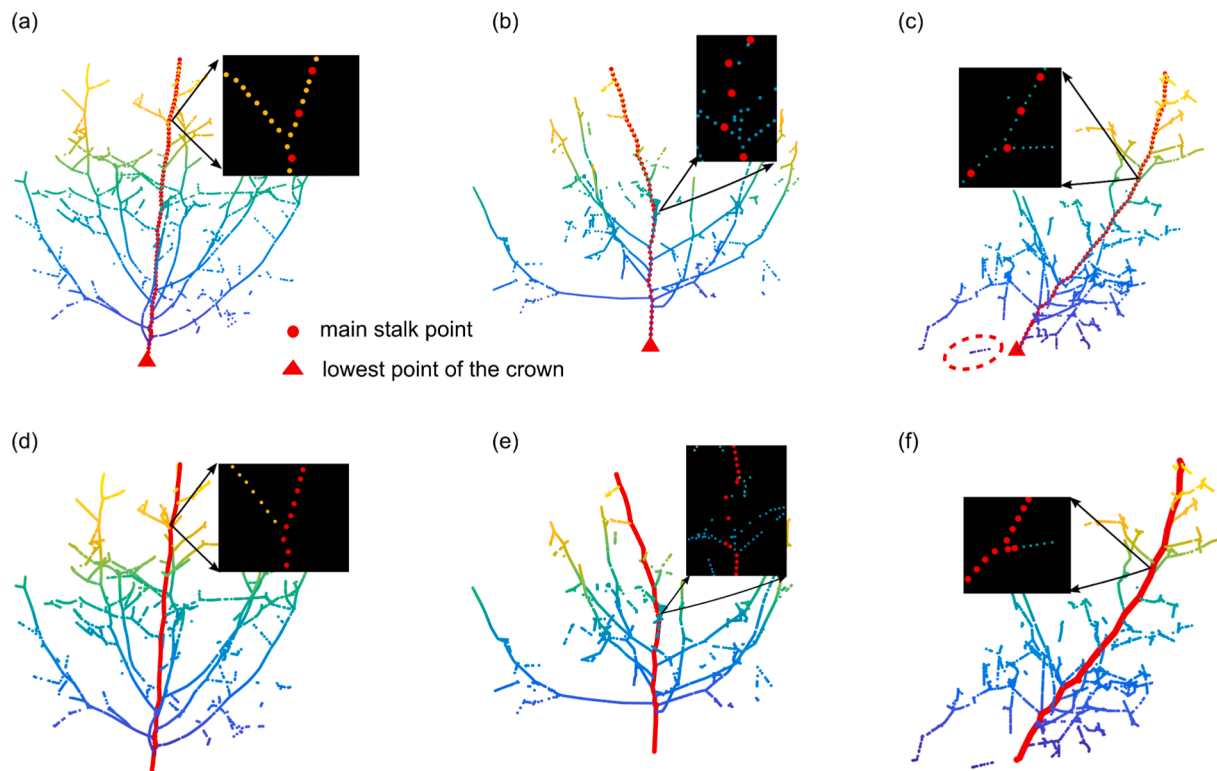 (a)
(b)
(c)
main stalk point
lowest point of the crown
(d)
(e)
(f)